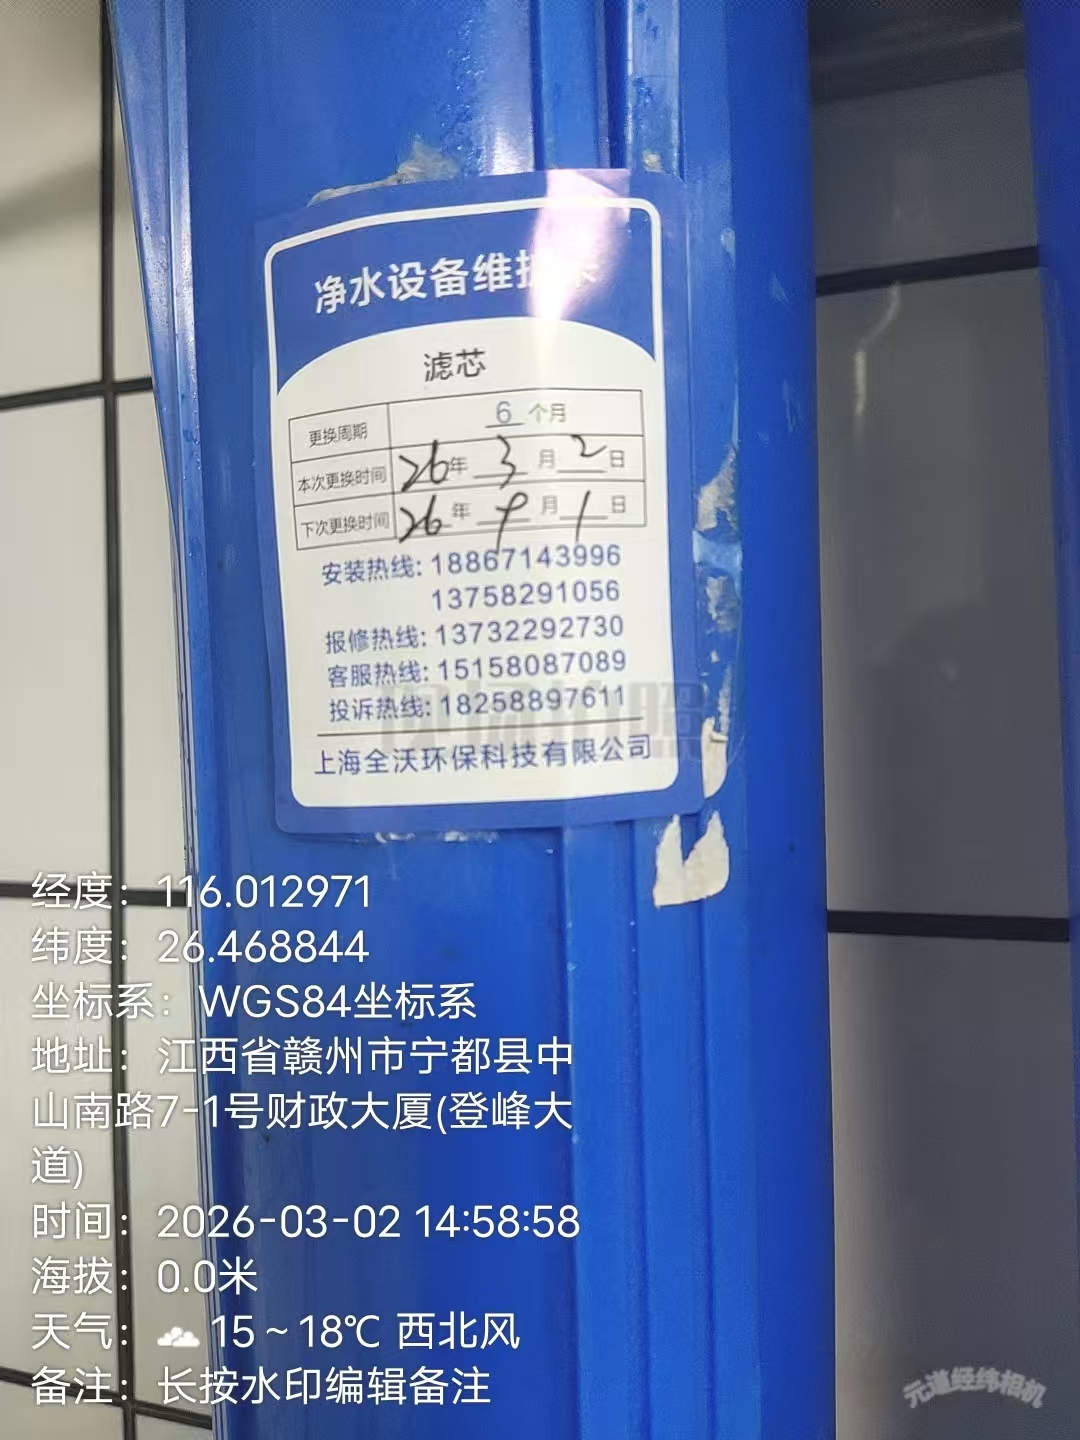 净水设备维护
滤芯
更换周期 6 个月
本次更换时间 26年 3 月 2 日
下次更换时间 26 年 9 月 1 日
安装热线: 18867143996
13758291056
报修热线: 13732292730
客服热线: 15158087089
投诉热线: 18258897611
上海全沃环保科技有限公司
现场拍照
经度: 116.012971
纬度: 26.468844
坐标系: WGS84坐标系
地址: 江西省赣州市宁都县中
山南路7-1号财政大厦(登峰大
道)
时间: 2026-03-02 14:58:58
海拔: 0.0米
天气: 15~18℃ 西北风
备注: 长按水印编辑备注
元道经纬相机